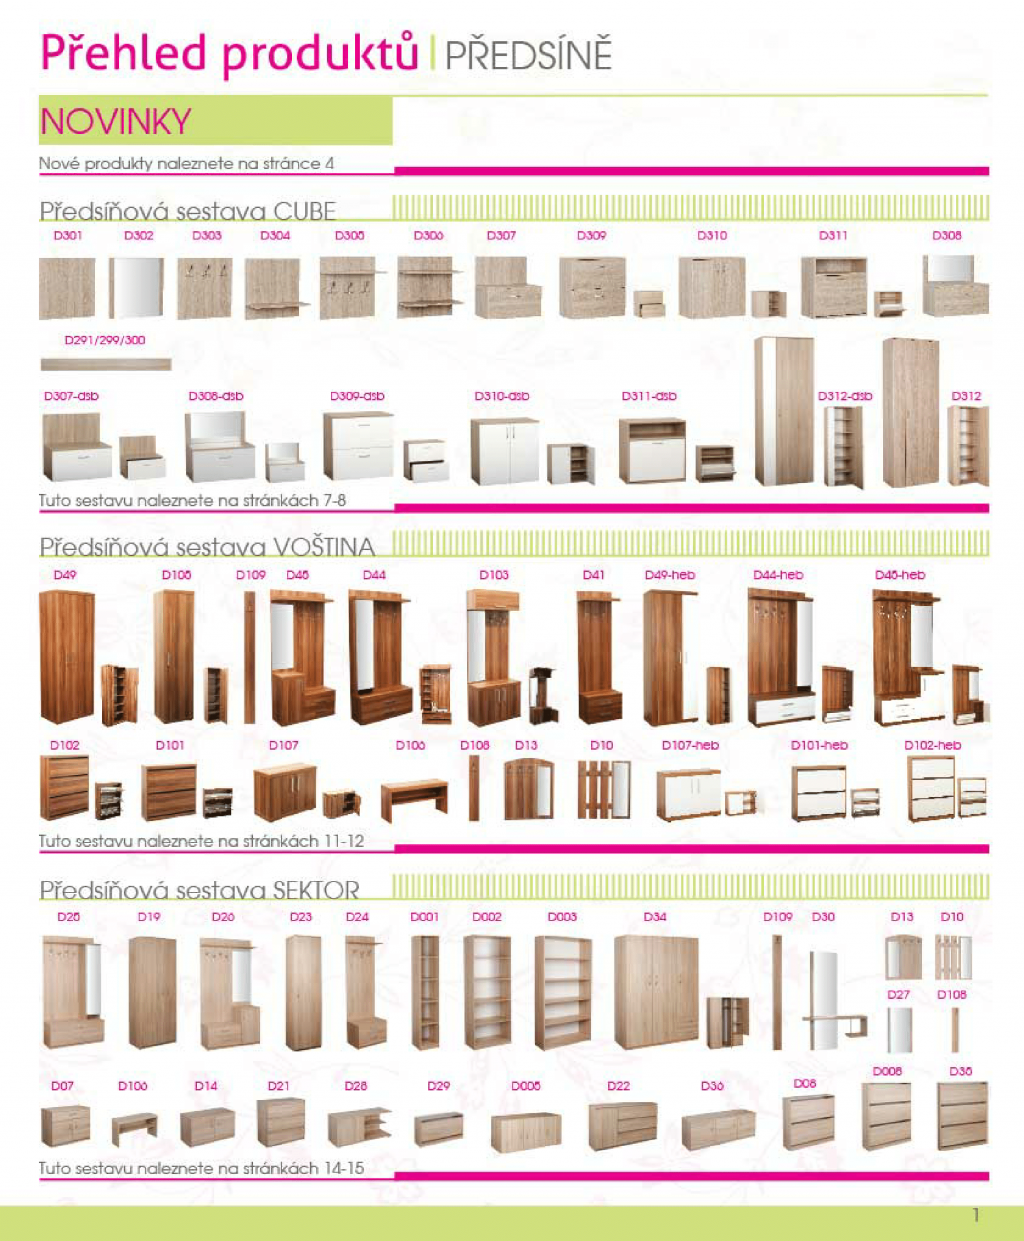 Přehled produktů | PŘEDSÍNĚ
NOVINKY
Nové produkty naleznete na stránce 4
Předsíňová sestava CUBE
D301 D302 D303 D304 D305 D306 D307 D309 D310 D311 D308
D291/299/300
D307-dsb D308-dsb D309-dsb D310-dsb D311-dsb D312-dsb D312
Tuto sestavu naleznete na stránkách 7-8
Předsíňová sestava VOŠTINA
D49 D105 D109 D45 D44 D103 D41 D49-heb D44-heb D45-heb
D102 D101 D107 D106 D108 D13 D10 D107-heb D101-heb D102-heb
Tuto sestavu naleznete na stránkách 11-12
Předsíňová sestava SEKTOR
D25 D19 D26 D23 D24 D001 D002 D003 D34 D109 D30 D13 D10
D27 D108
D07 D106 D14 D21 D28 D29 D005 D22 D36 D08 D35
Tuto sestavu naleznete na stránkách 14-15
1